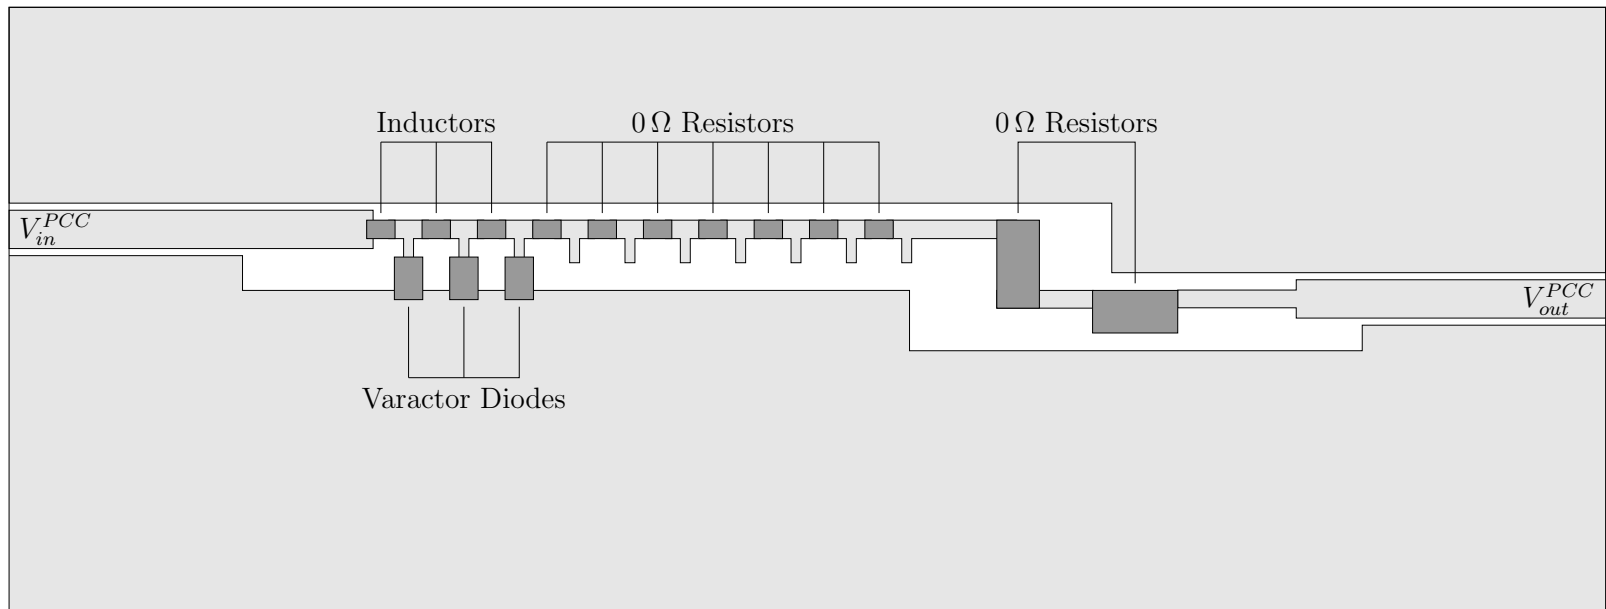 Inductors
0 Ω Resistors
0 Ω Resistors
V_{in}^{PCC}
V_{out}^{PCC}
Varactor Diodes